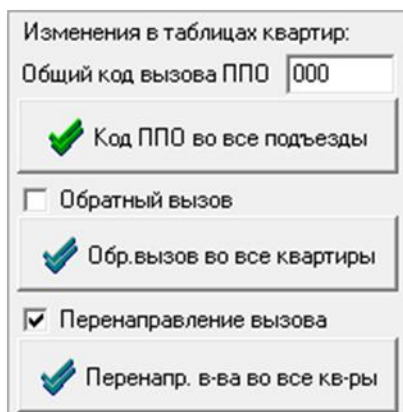 Изменения в таблицах квартир:
Общий код вызова ППО 000
Код ППО во все подъезды
Обратный вызов
Обр.вызов во все квартиры
Перенаправление вызова
Перенапр. в-ва во все кв-ры